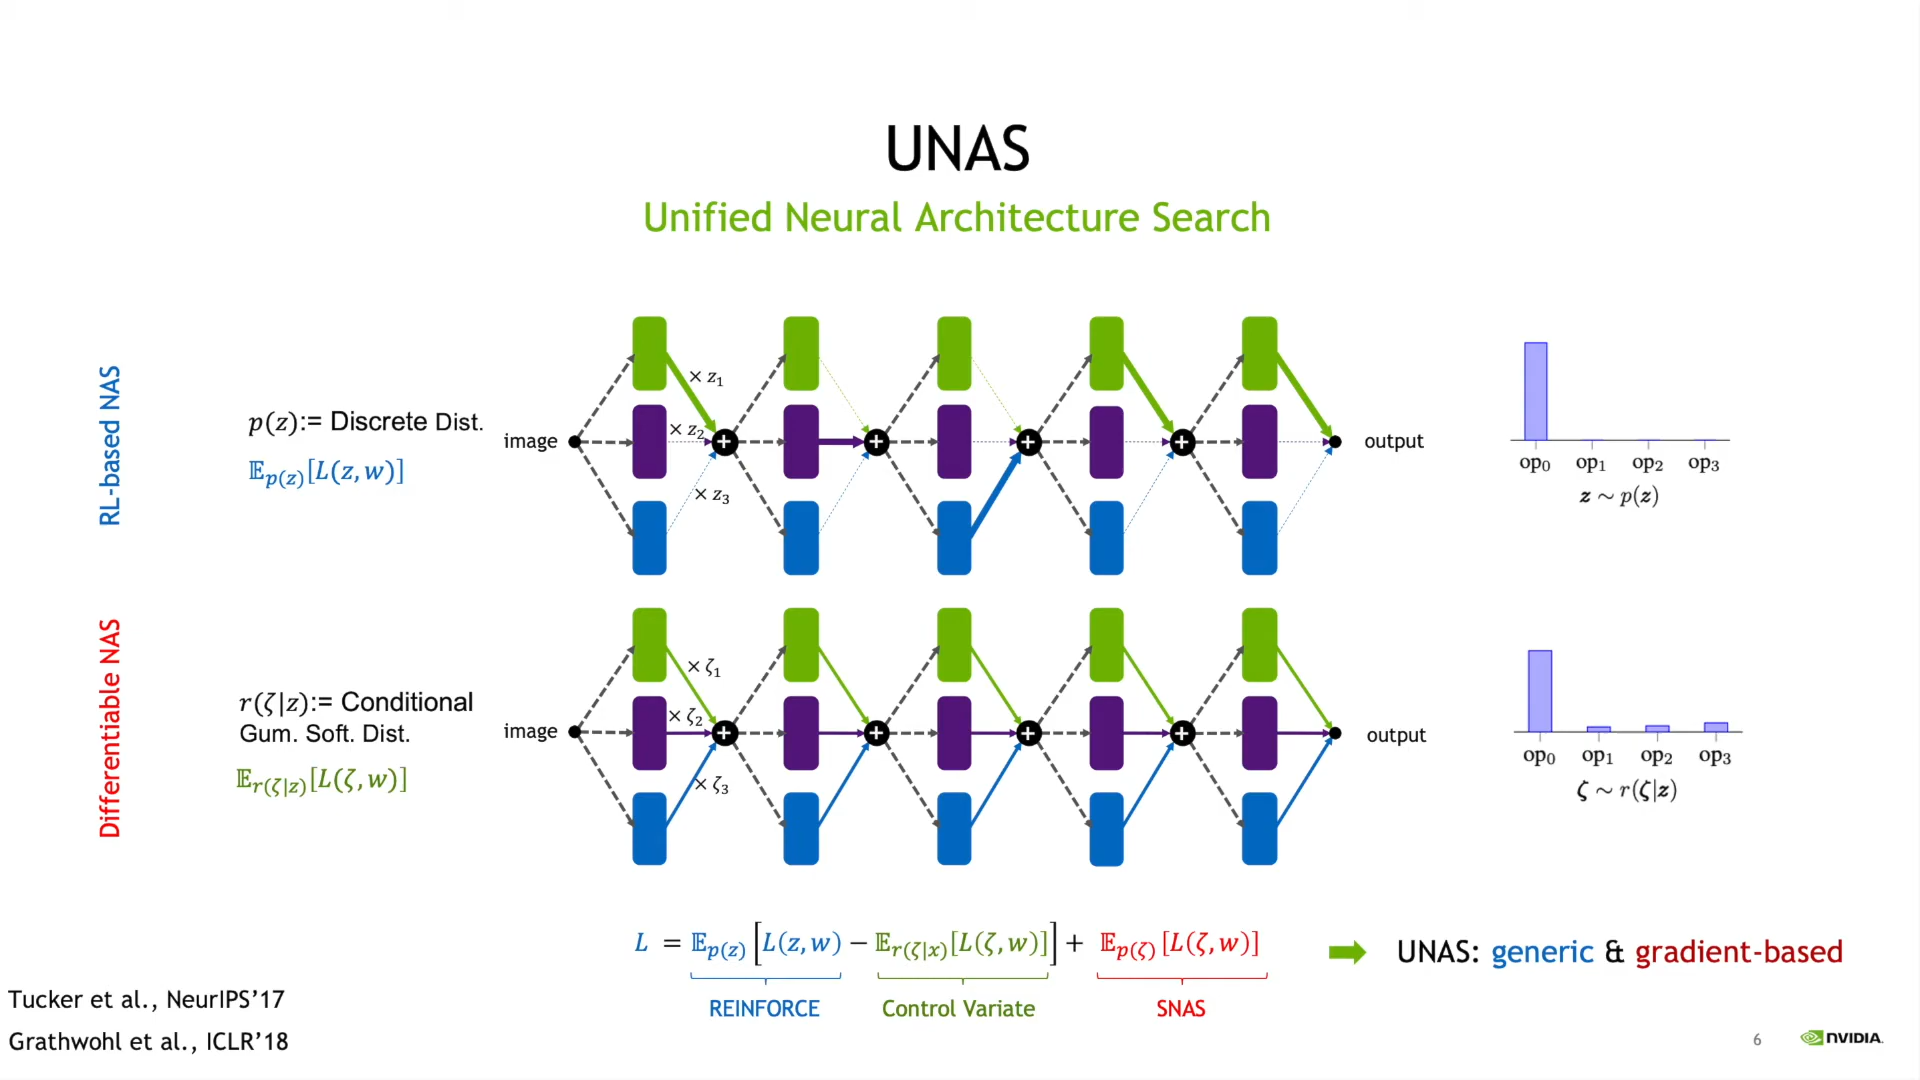 UNAS
Unified Neural Architecture Search
RL-based NAS
p(z):= Discrete Dist.
𝔼p(z)[L(z, w)]
image
× z₁
× z₂
× z₃
output
op₀ op₁ op₂ op₃
z ~ p(z)
Differentiable NAS
r(ζ|z):= Conditional
Gum. Soft. Dist.
𝔼r(ζ|z)[L(ζ, w)]
image
× ζ₁
× ζ₂
× ζ₃
output
op₀ op₁ op₂ op₃
ζ ~ r(ζ|z)
L = 𝔼p(z)[L(z, w) − 𝔼r(ζ|x)[L(ζ, w)]] + 𝔼p(ζ)[L(ζ, w)]
REINFORCE
Control Variate
SNAS
UNAS: generic & gradient-based
Tucker et al., NeurIPS’17
Grathwohl et al., ICLR’18
6
NVIDIA.